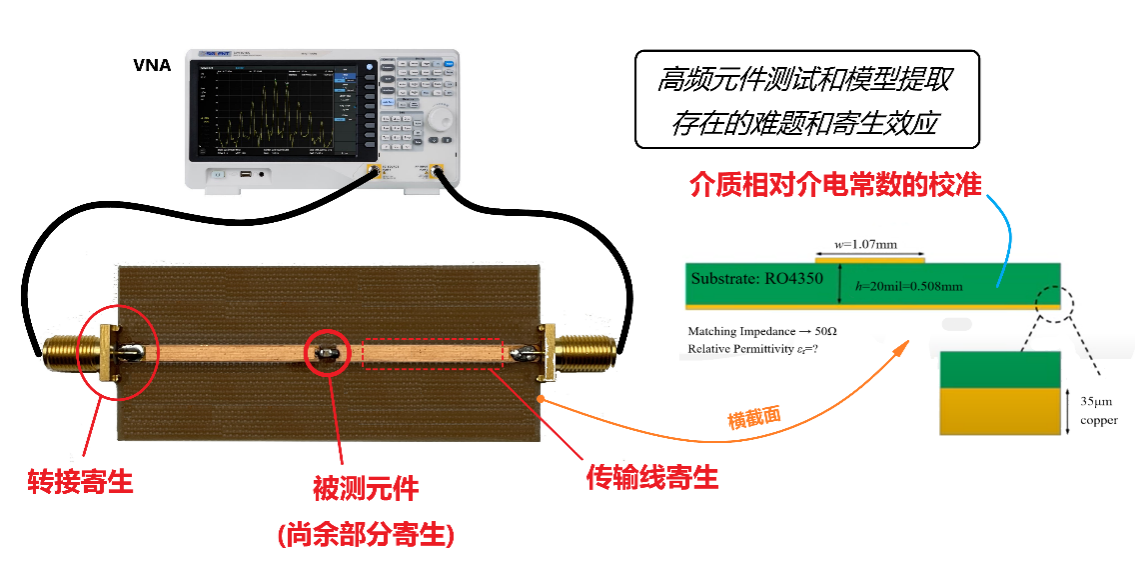 VNA
高频元件测试和模型提取
存在的难题和寄生效应
介质相对介电常数的校准
w=1.07mm
Substrate: RO4350
h=20mil=0.508mm
Matching Impedance → 50Ω
Relative Permittivity εr=?
35μm
copper
横截面
转接寄生
被测元件
(尚余部分寄生)
传输线寄生